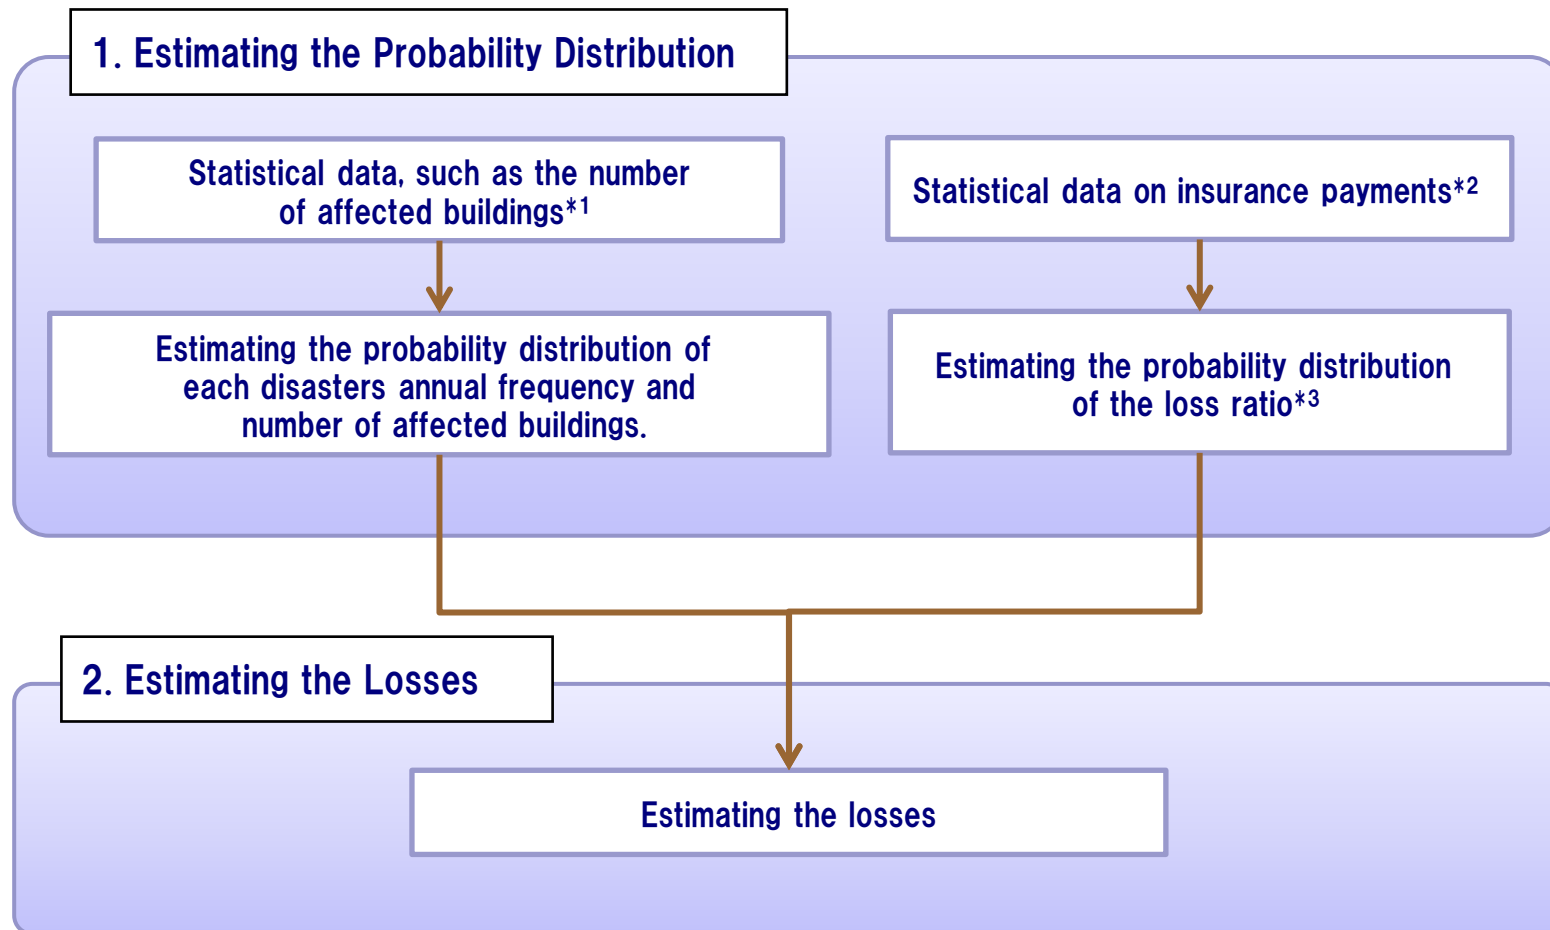 1. Estimating the Probability Distribution
Statistical data, such as the number
of affected buildings*1
Statistical data on insurance payments*2
Estimating the probability distribution of
each disasters annual frequency and
number of affected buildings.
Estimating the probability distribution
of the loss ratio*3
2. Estimating the Losses
Estimating the losses